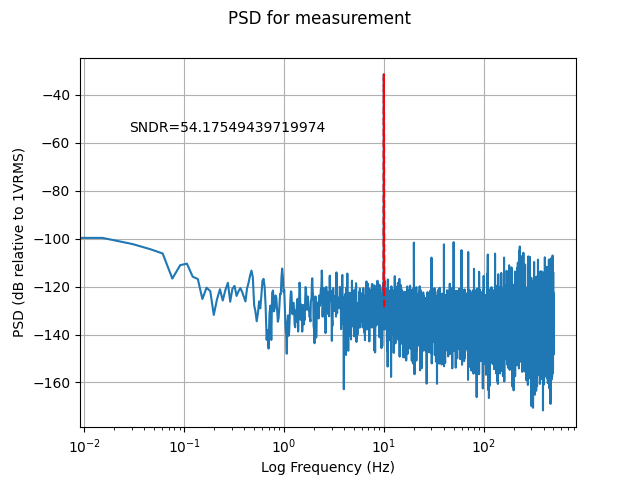 PSD for measurement
PSD (dB relative to 1VRMS)
−40
−60
−80
−100
−120
−140
−160
SNDR=54.17549439719974
10⁻² 10⁻¹ 10⁰ 10¹ 10²
Log Frequency (Hz)